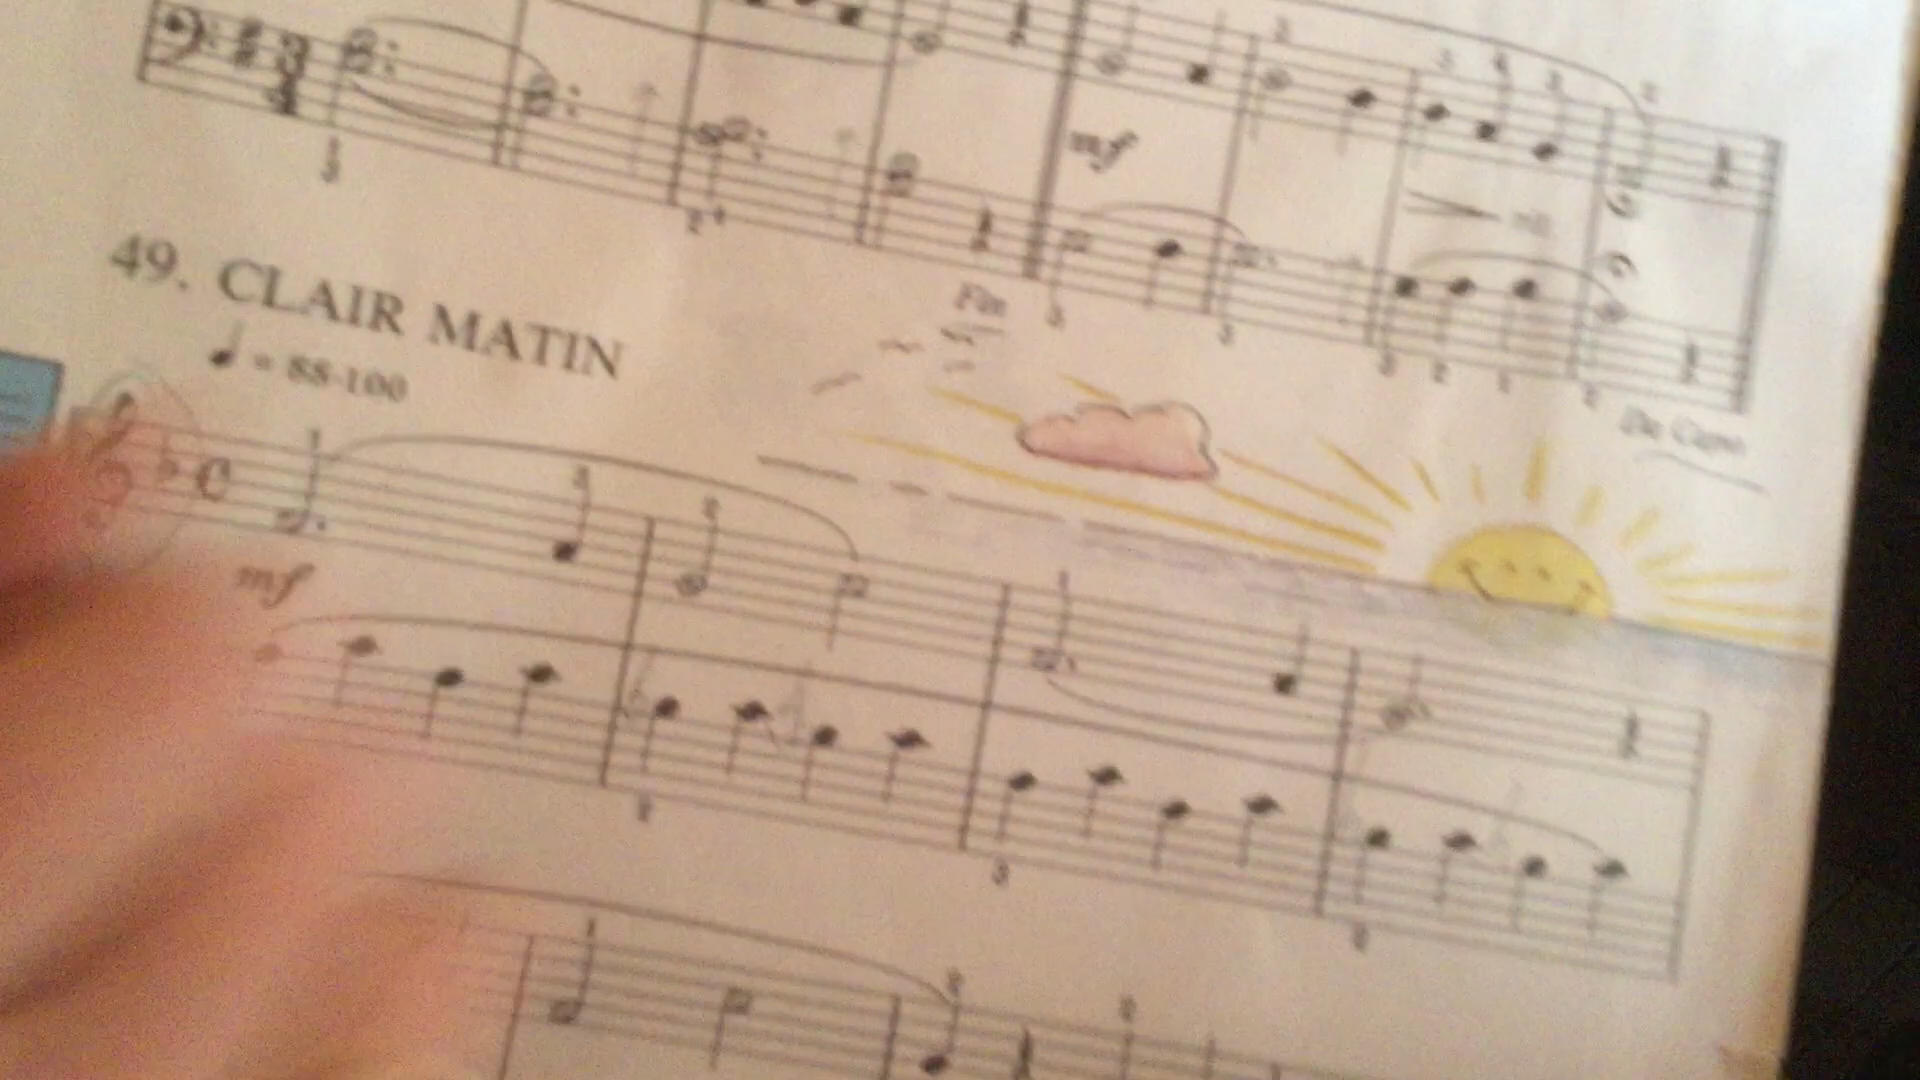 mf
Fin
Da Capo
49. CLAIR MATIN
= 88-100
mf